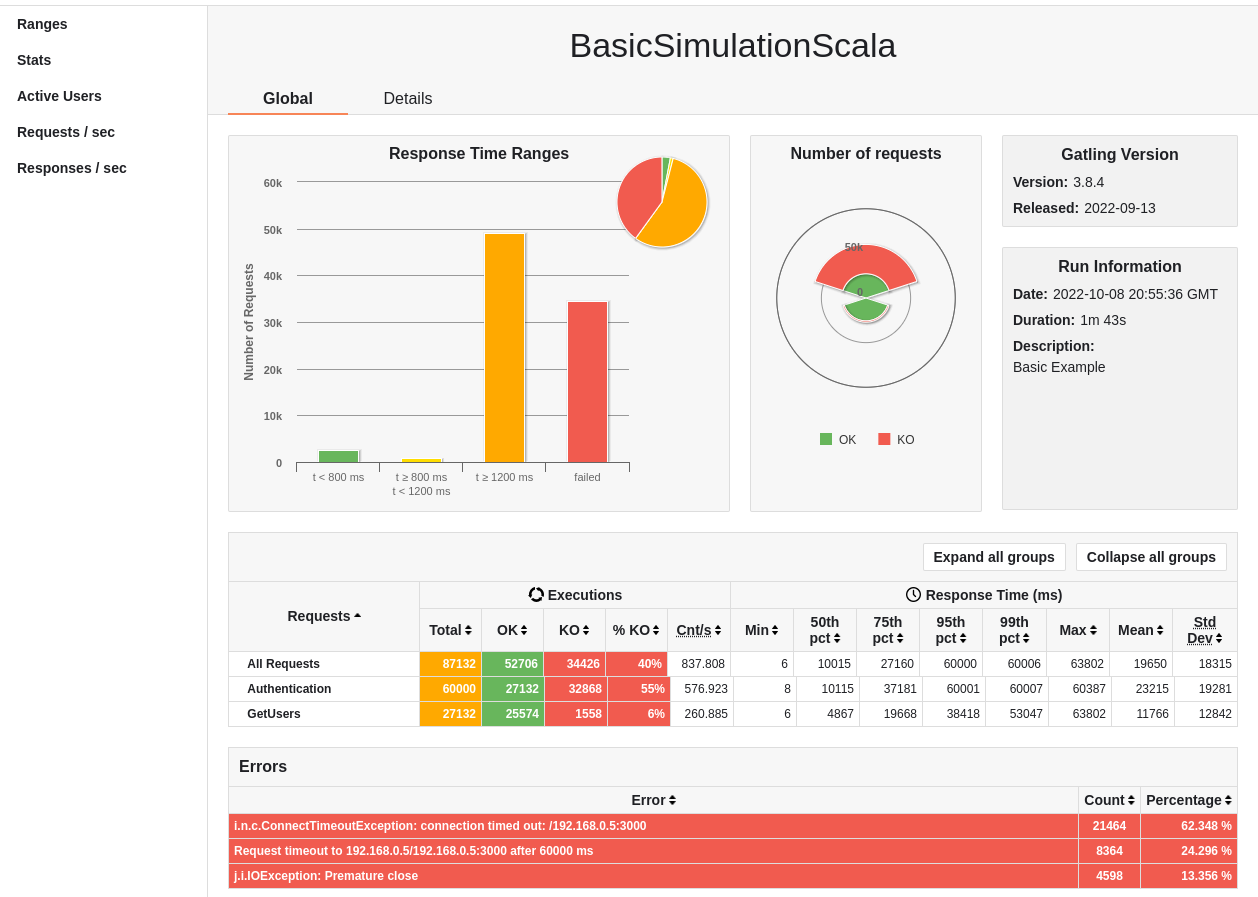 Ranges
Stats
Active Users
Requests / sec
Responses / sec
BasicSimulationScala
Global Details
Response Time Ranges
60k
50k
40k
30k
20k
10k
0
Number of Requests
t < 800 ms
t ≥ 800 ms
t < 1200 ms
t ≥ 1200 ms
failed
Number of requests
50k
0
OK KO
Gatling Version
Version: 3.8.4
Released: 2022-09-13
Run Information
Date: 2022-10-08 20:55:36 GMT
Duration: 1m 43s
Description:
Basic Example
Expand all groups Collapse all groups
Requests Executions Response Time (ms)
Total OK KO % KO Cnt/s Min 50th pct 75th pct 95th pct 99th pct Max Mean Std Dev
All Requests 87132 52706 34426 40% 837.808 6 10015 27160 60000 60006 63802 19650 18315
Authentication 60000 27132 32868 55% 576.923 8 10115 37181 60001 60007 60387 23215 19281
GetUsers 27132 25574 1558 6% 260.885 6 4867 19668 38418 53047 63802 11766 12842
Errors
Error Count Percentage
i.n.c.ConnectTimeoutException: connection timed out: /192.168.0.5:3000 21464 62.348 %
Request timeout to 192.168.0.5/192.168.0.5:3000 after 60000 ms 8364 24.296 %
j.i.IOException: Premature close 4598 13.356 %